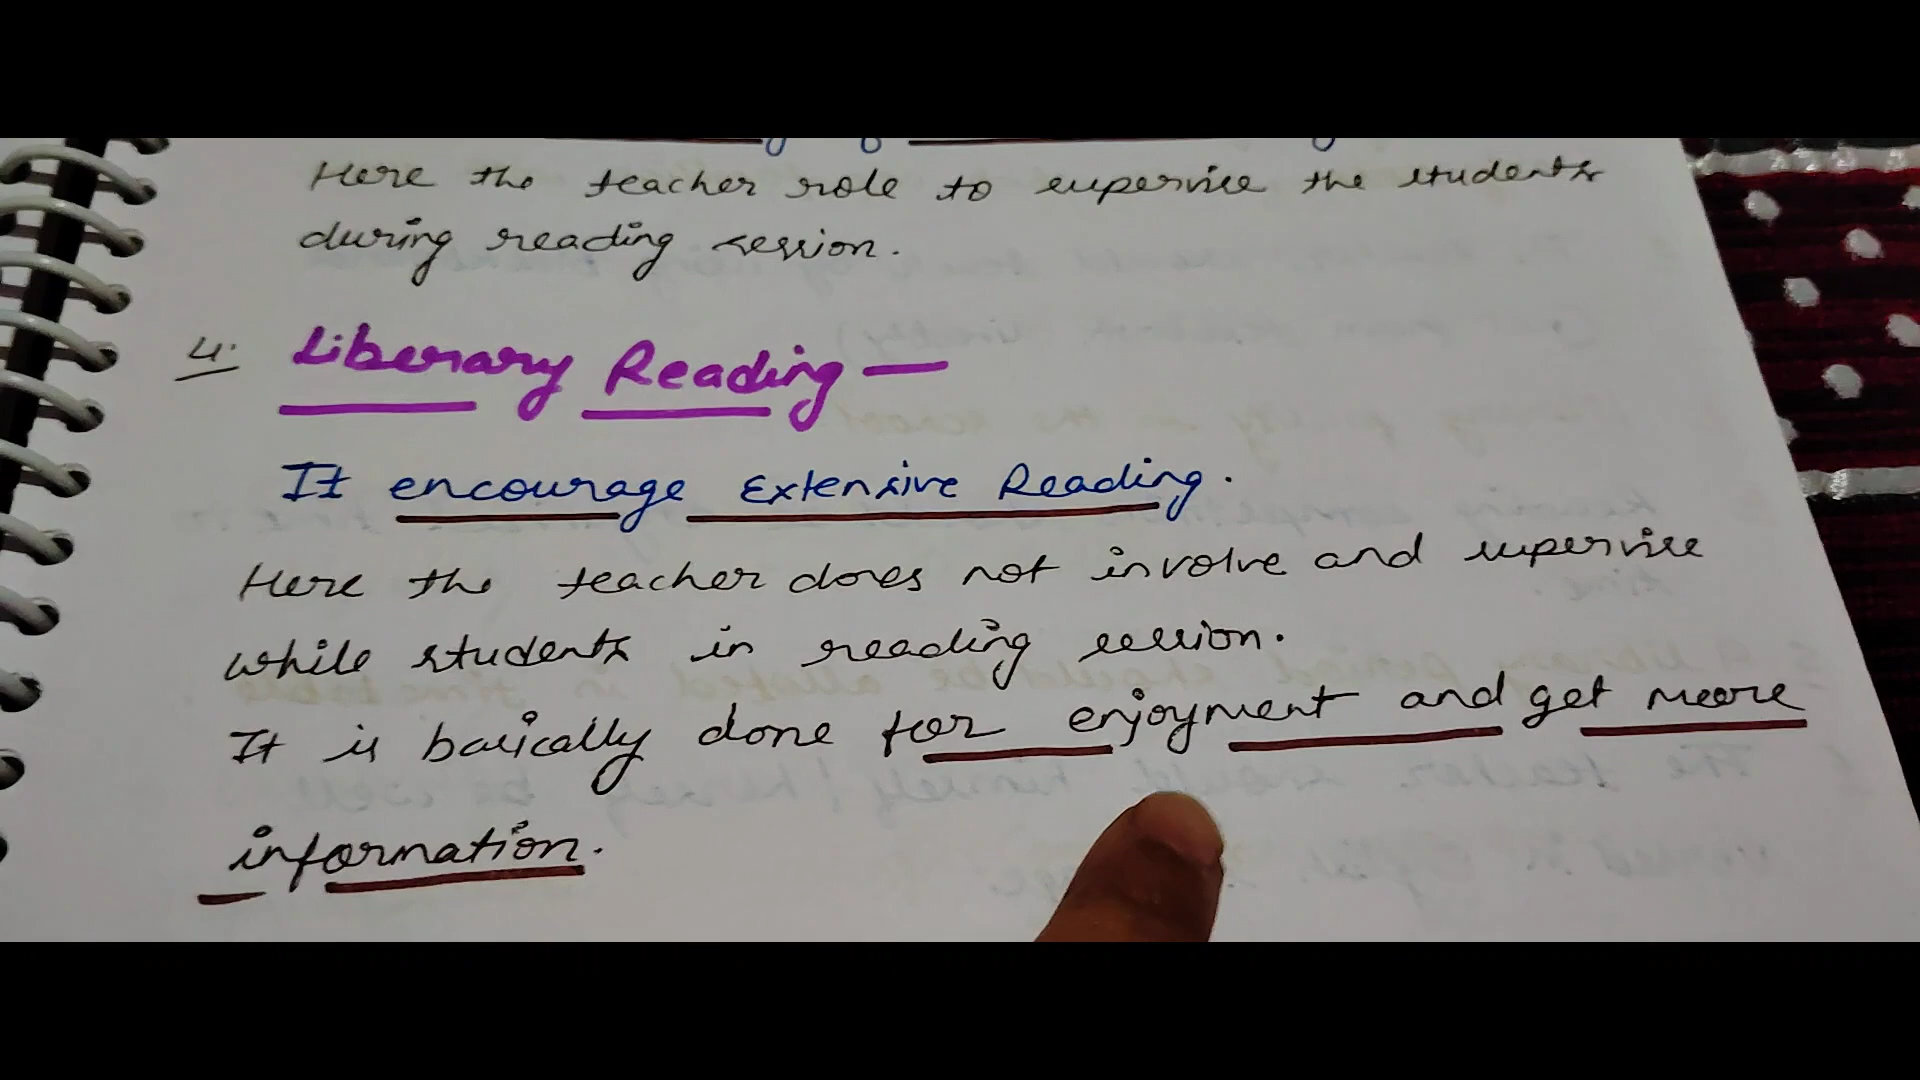 Here the teacher role to supervise the students
during reading session.
4. Liberary Reading —
It encourage Extensive Reading.
Here the teacher does not involve and supervise
while students in reading session.
It is basically done for enjoyment and get more
information.